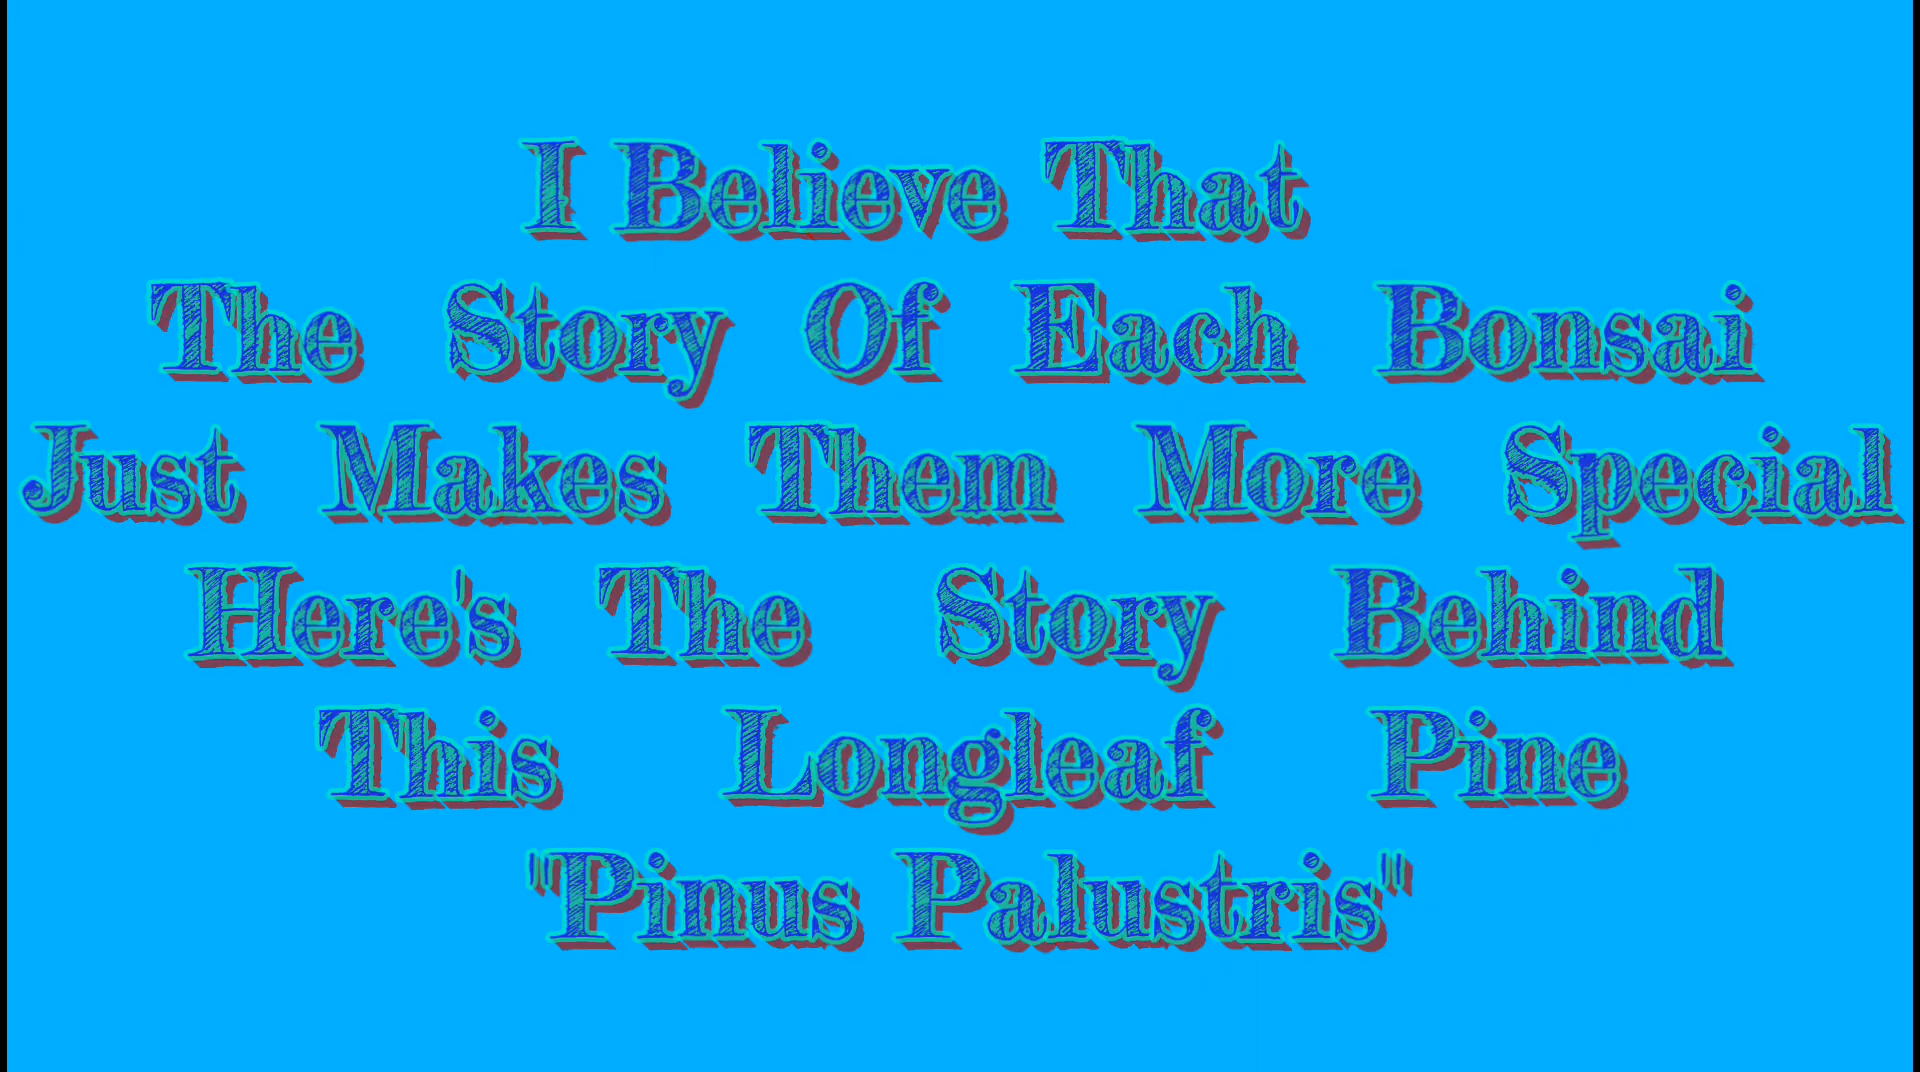 I Believe That
The Story Of Each Bonsai
Just Makes Them More Special
Here's The Story Behind
This Longleaf Pine
"Pinus Palustris"